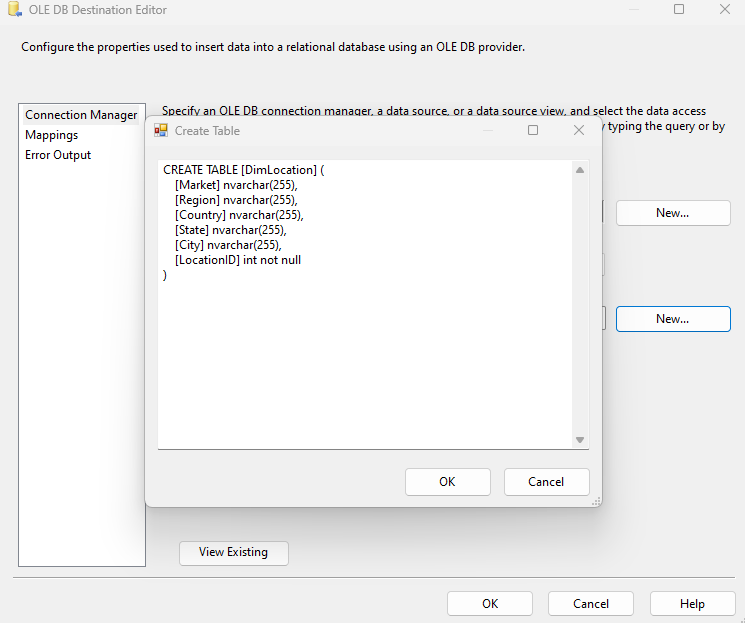 OLE DB Destination Editor
Configure the properties used to insert data into a relational database using an OLE DB provider.
Connection Manager
Mappings
Error Output
Specify an OLE DB connection manager, a data source, or a data source view, and select the data access
typing the query or by
Create Table
CREATE TABLE [DimLocation] (
[Market] nvarchar(255),
[Region] nvarchar(255),
[Country] nvarchar(255),
[State] nvarchar(255),
[City] nvarchar(255),
[LocationID] int not null
)
New...
New...
OK
Cancel
View Existing
OK
Cancel
Help